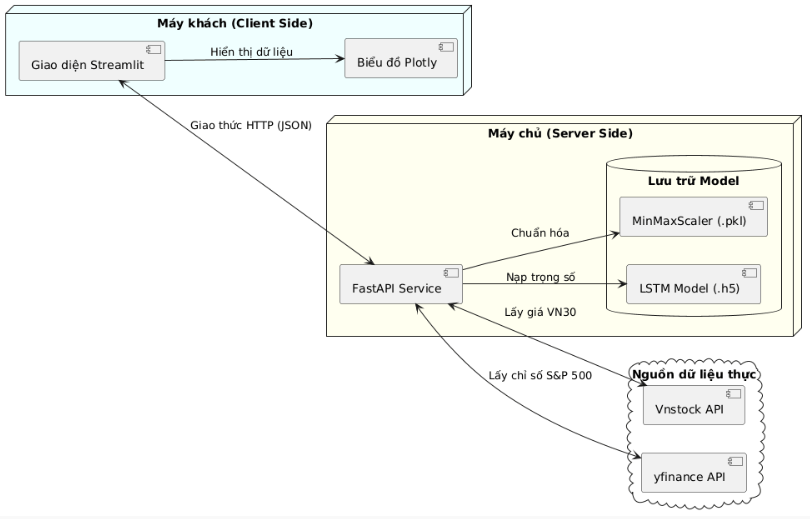 Máy khách (Client Side)
Giao diện Streamlit
Hiển thị dữ liệu
Biểu đồ Plotly
Giao thức HTTP (JSON)
Máy chủ (Server Side)
Lưu trữ Model
MinMaxScaler (.pkl)
Chuẩn hóa
FastAPI Service
Nạp trọng số
LSTM Model (.h5)
Lấy giá VN30
Lấy chỉ số S&P 500
Nguồn dữ liệu thực
Vnstock API
yfinance API